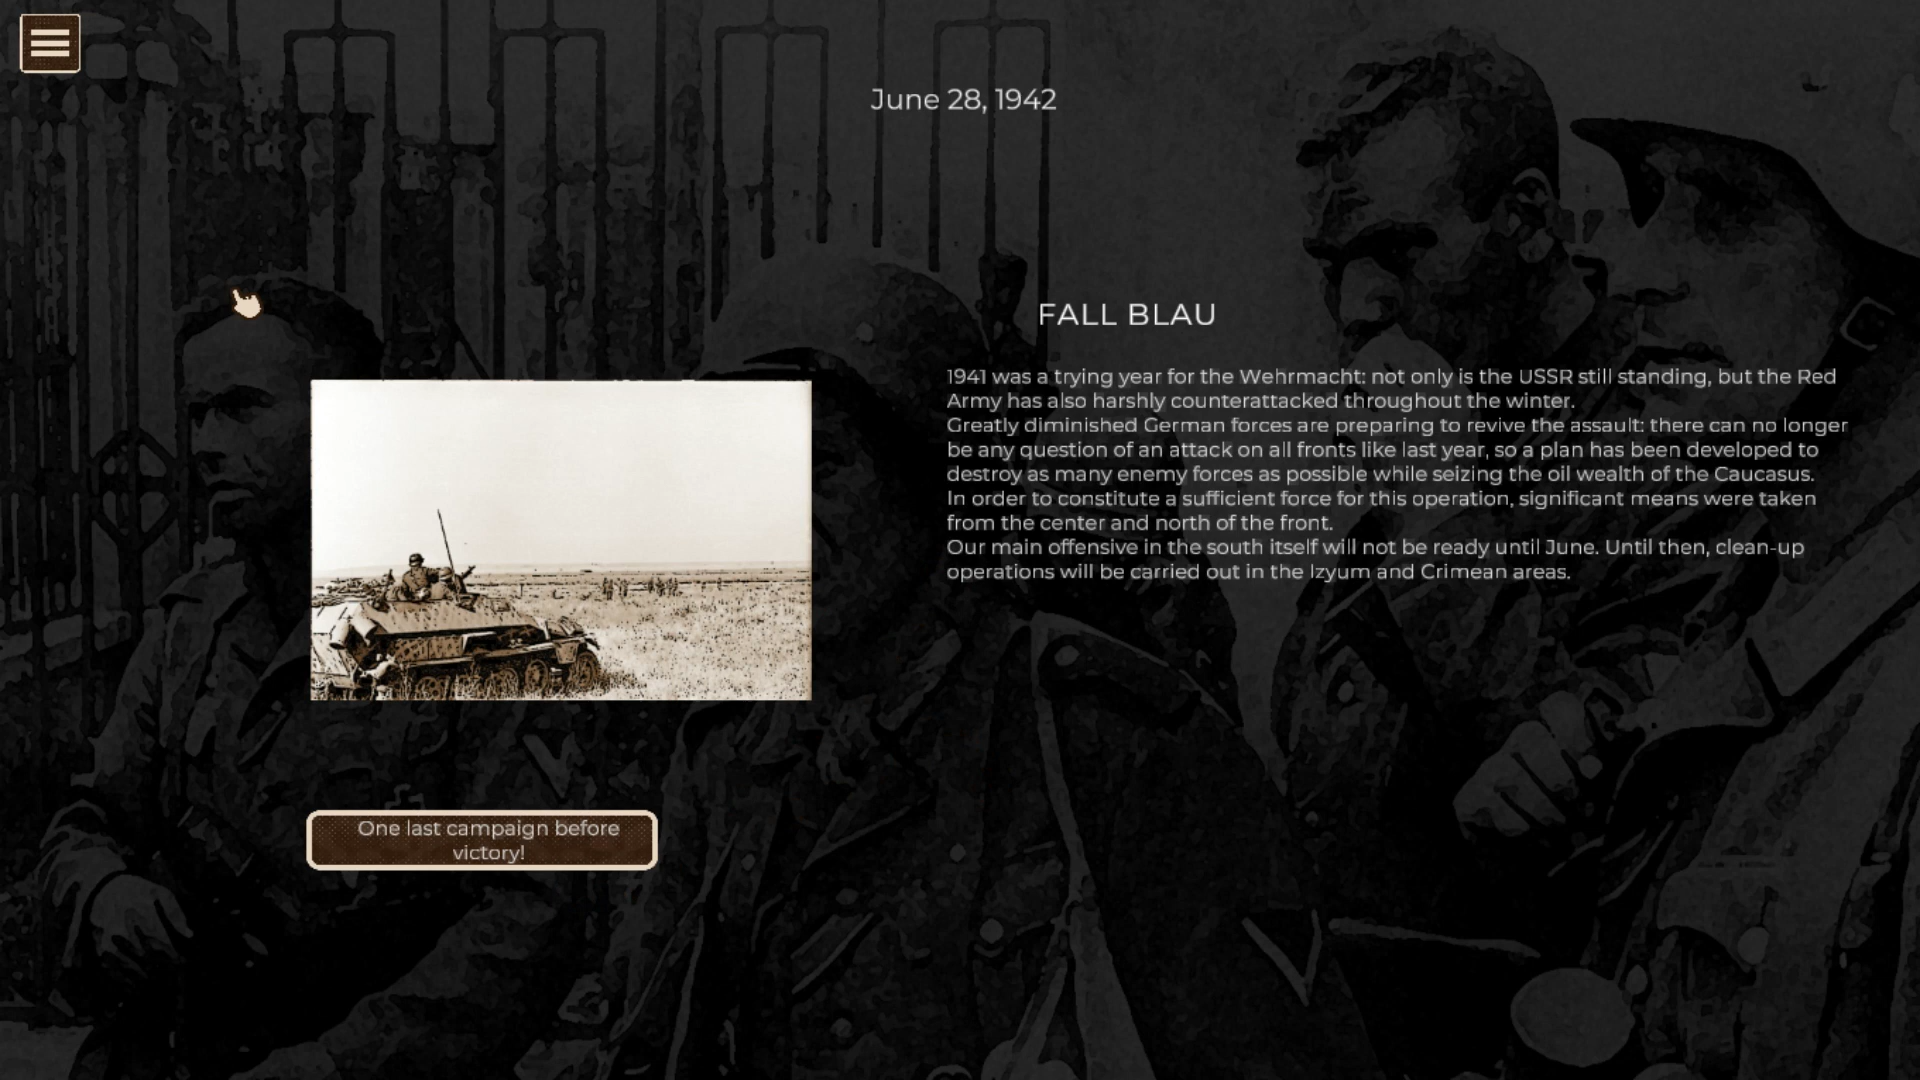 June 28, 1942
FALL BLAU
1941 was a trying year for the Wehrmacht: not only is the USSR still standing, but the Red
Army has also harshly counterattacked throughout the winter.
Greatly diminished German forces are preparing to revive the assault: there can no longer
be any question of an attack on all fronts like last year, so a plan has been developed to
destroy as many enemy forces as possible while seizing the oil wealth of the Caucasus.
In order to constitute a sufficient force for this operation, significant means were taken
from the center and north of the front.
Our main offensive in the south itself will not be ready until June. Until then, clean-up
operations will be carried out in the Izyum and Crimean areas.
One last campaign before
victory!